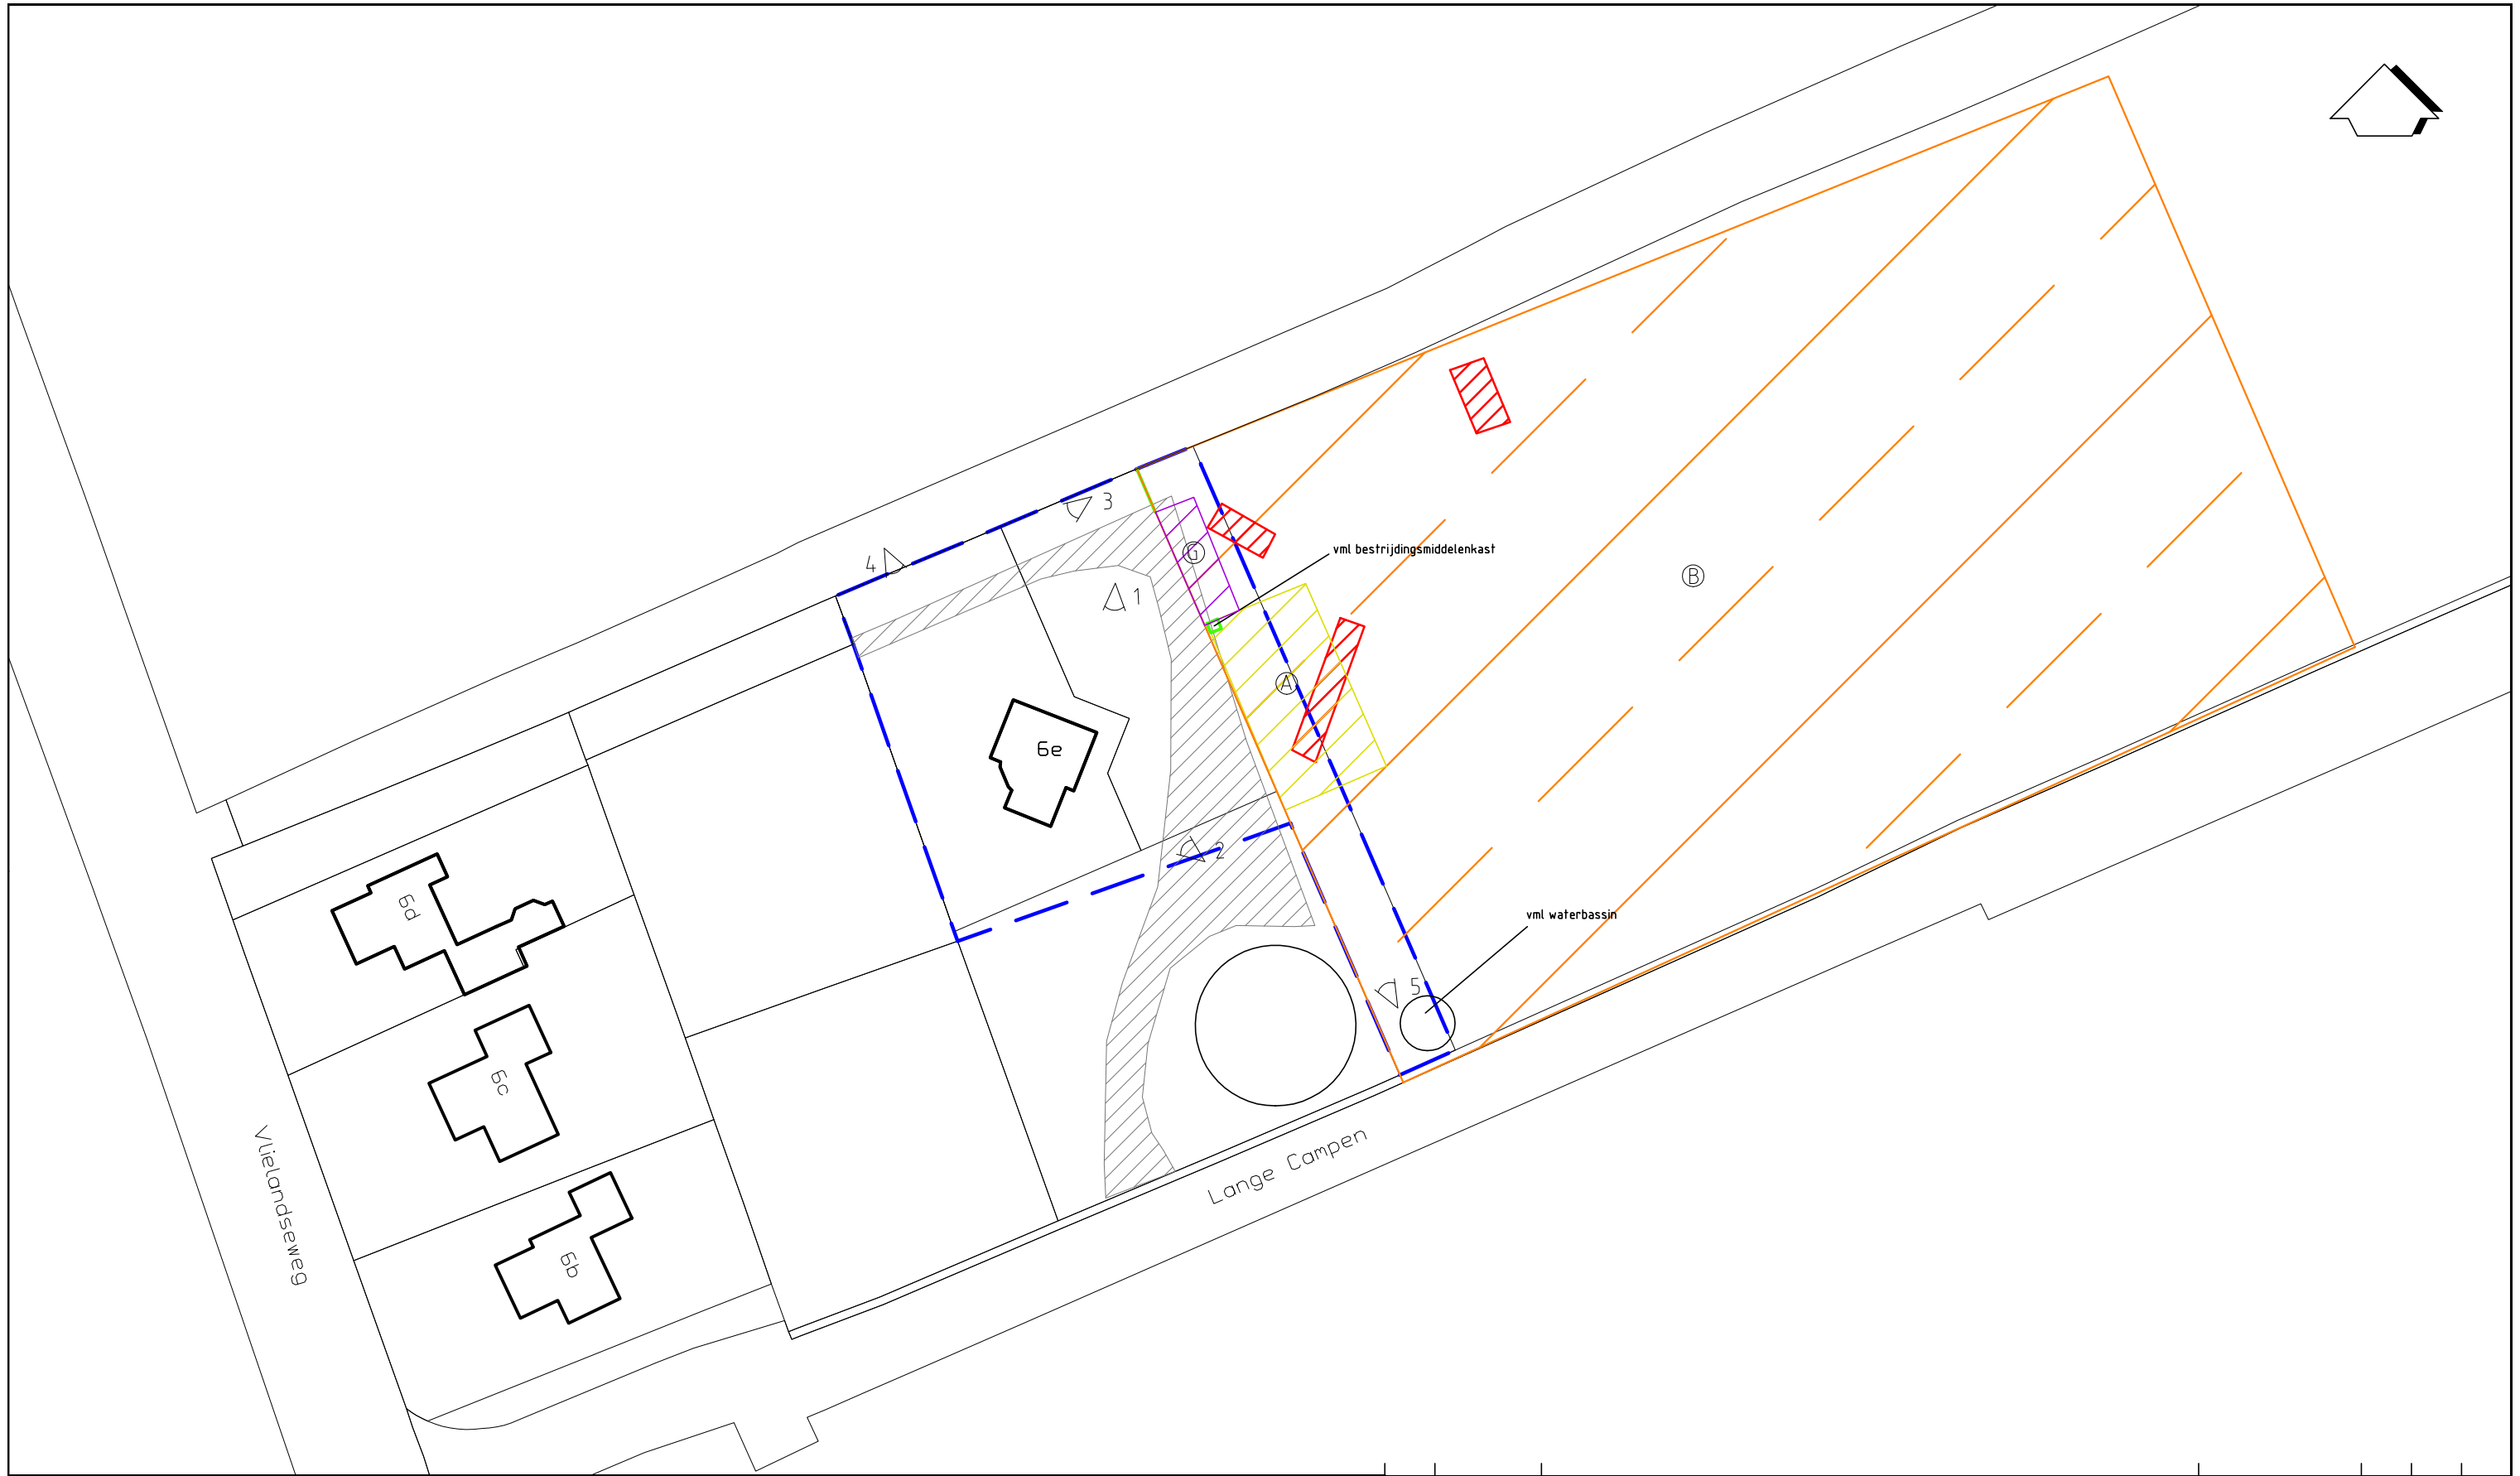 3
4
G
vml bestrijdingsmiddelenkast
B
1
A
6e
2
6d
vml waterbassin
5
6c
Vlielandseweg
Lange Campen
6b